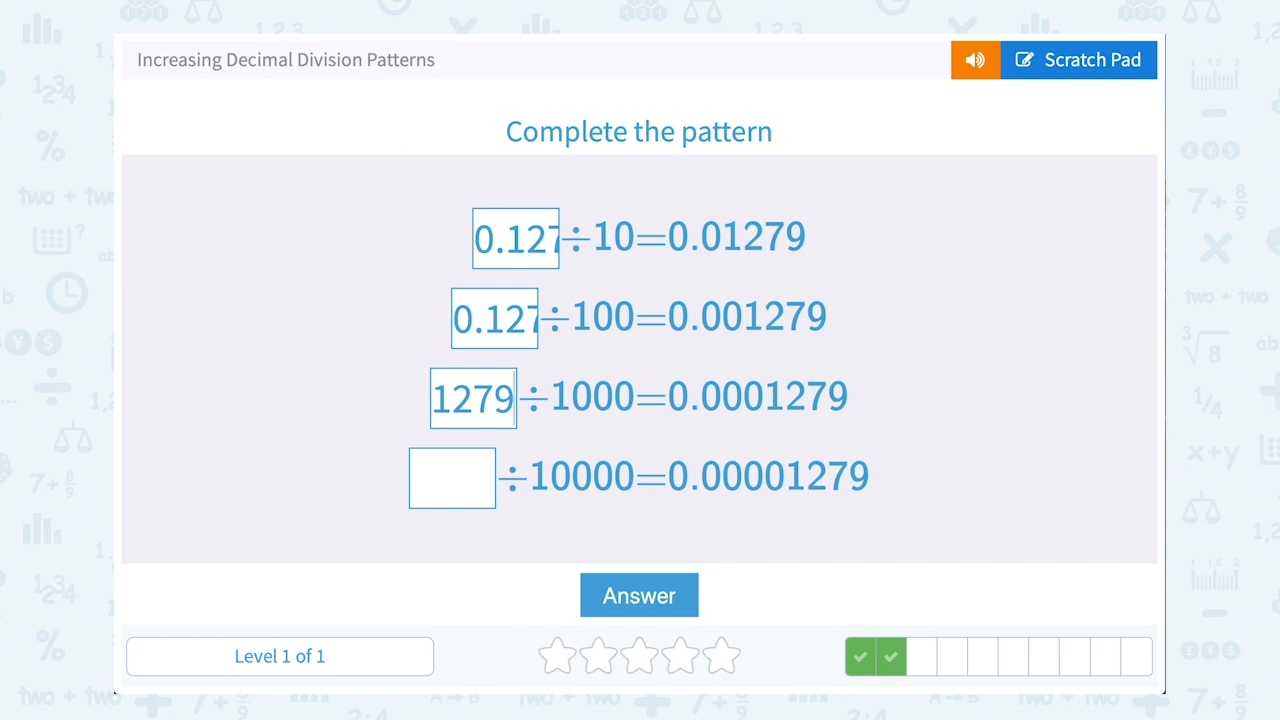 Increasing Decimal Division Patterns
Scratch Pad
Complete the pattern
0.127÷10=0.01279
0.127÷100=0.001279
1279÷1000=0.0001279
÷10000=0.00001279
Answer
Level 1 of 1